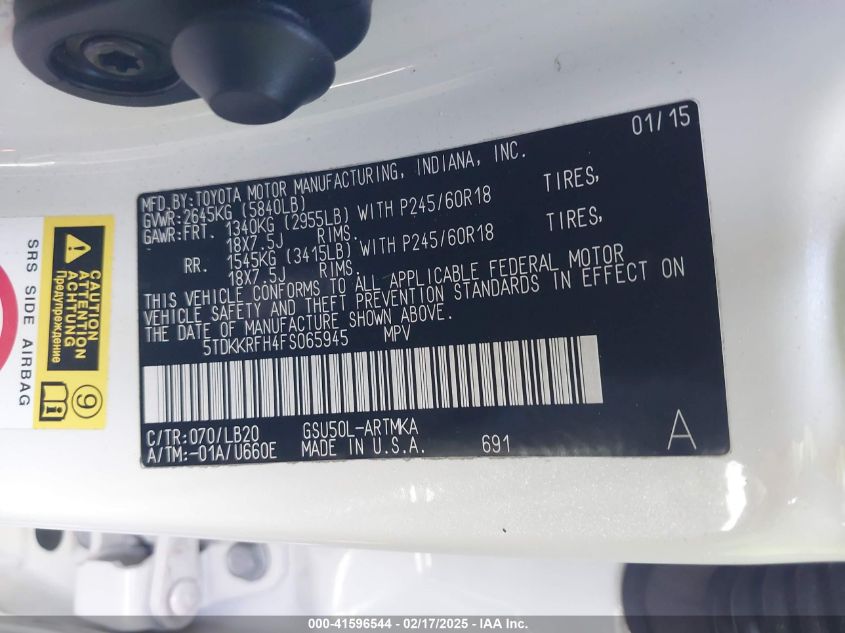 01/15
MFD.BY:TOYOTA MOTOR MANUFACTURING, INDIANA, INC.
GVWR:2645KG (5840LB)
GAWR:FRT. 1340KG (2955LB) WITH P245/60R18 TIRES,
18X7.5J RIMS.
RR. 1545KG (3415LB) WITH P245/60R18 TIRES,
18X7.5J RIMS.
THIS VEHICLE CONFORMS TO ALL APPLICABLE FEDERAL MOTOR
VEHICLE SAFETY AND THEFT PREVENTION STANDARDS IN EFFECT ON
THE DATE OF MANUFACTURE SHOWN ABOVE.
5TDKKRFH4FS065945 MPV
C/TR:070/LB20 GSU50L-ARTMKA
A/TM:-01A/U660E MADE IN U.S.A. 691
A
SRS SIDE AIRBAG
CAUTION
ATTENTION
ACHTUNG
Предупреждение
9
000-41596544 - 02/17/2025 - IAA Inc.